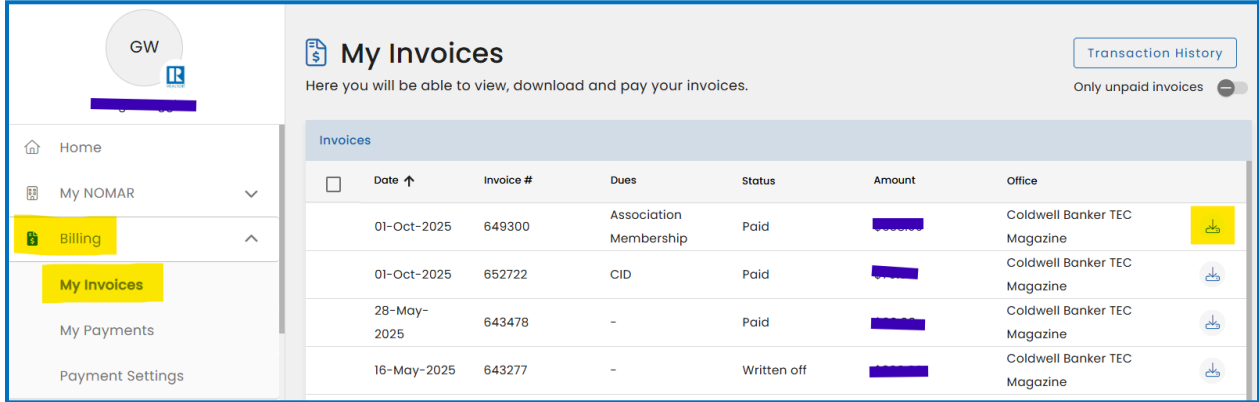 GW
REALTOR
Home
My NOMAR
Billing
My Invoices
My Payments
Payment Settings
My Invoices
Here you will be able to view, download and pay your invoices.
Transaction History
Only unpaid invoices
Invoices
Date Invoice # Dues Status Amount Office
01-Oct-2025 649300 Association Membership Paid Coldwell Banker TEC Magazine
01-Oct-2025 652722 CID Paid Coldwell Banker TEC Magazine
28-May-2025 643478 - Paid Coldwell Banker TEC Magazine
16-May-2025 643277 - Written off Coldwell Banker TEC Magazine